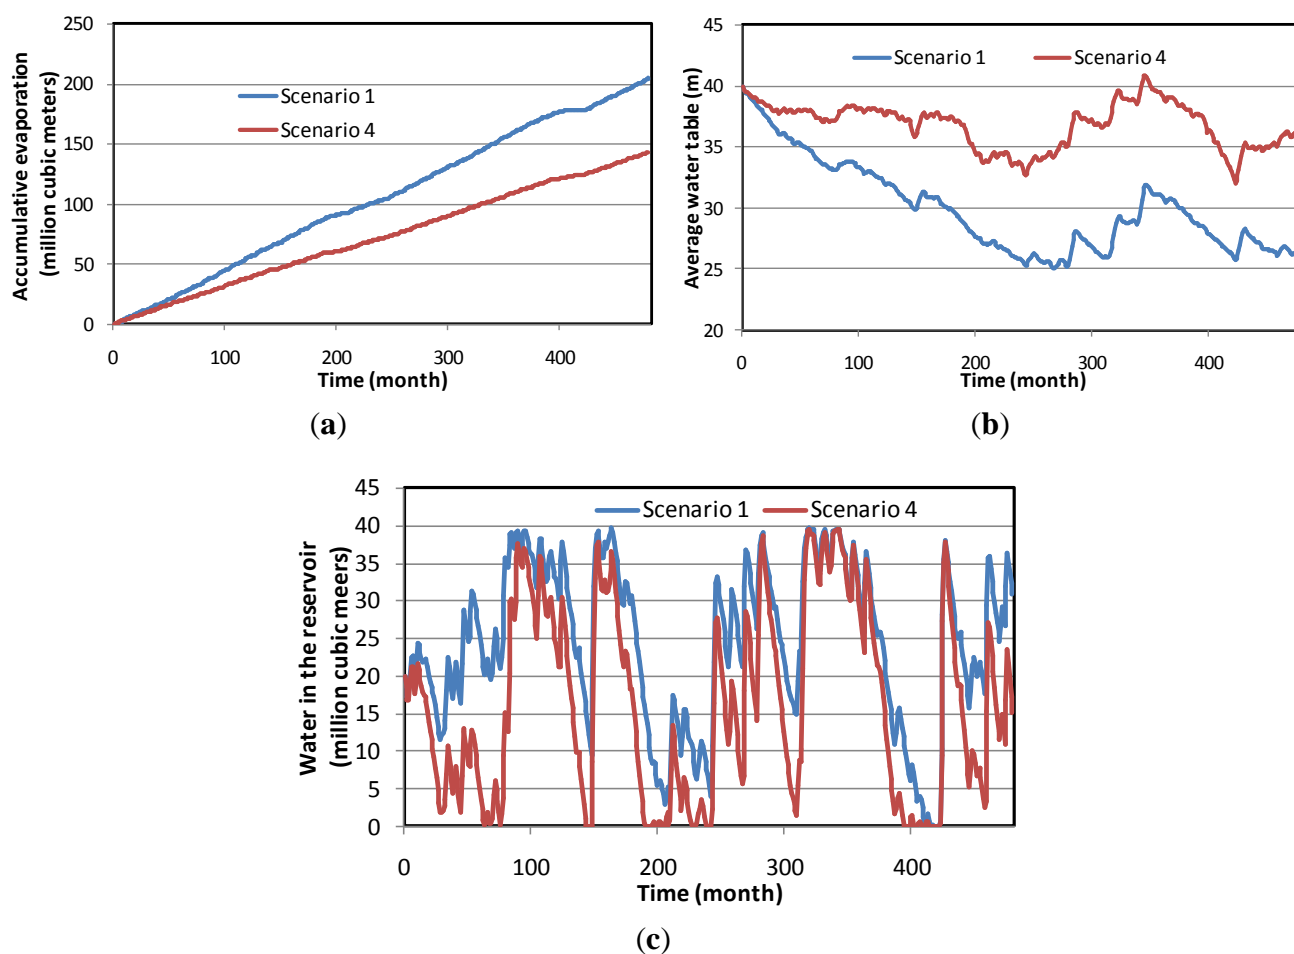 250
200
150
100
50
0
Accumulative evaporation
(million cubic meters)
Scenario 1
Scenario 4
0 100 200 300 400
Time (month)
(a)
45
40
35
30
25
20
Average water table (m)
Scenario 1 Scenario 4
0 100 200 300 400
Time (month)
(b)
45
40
35
30
25
20
15
10
5
0
Water in the reservoir
(million cubic meers)
Scenario 1 Scenario 4
0 100 200 300 400
Time (month)
(c)